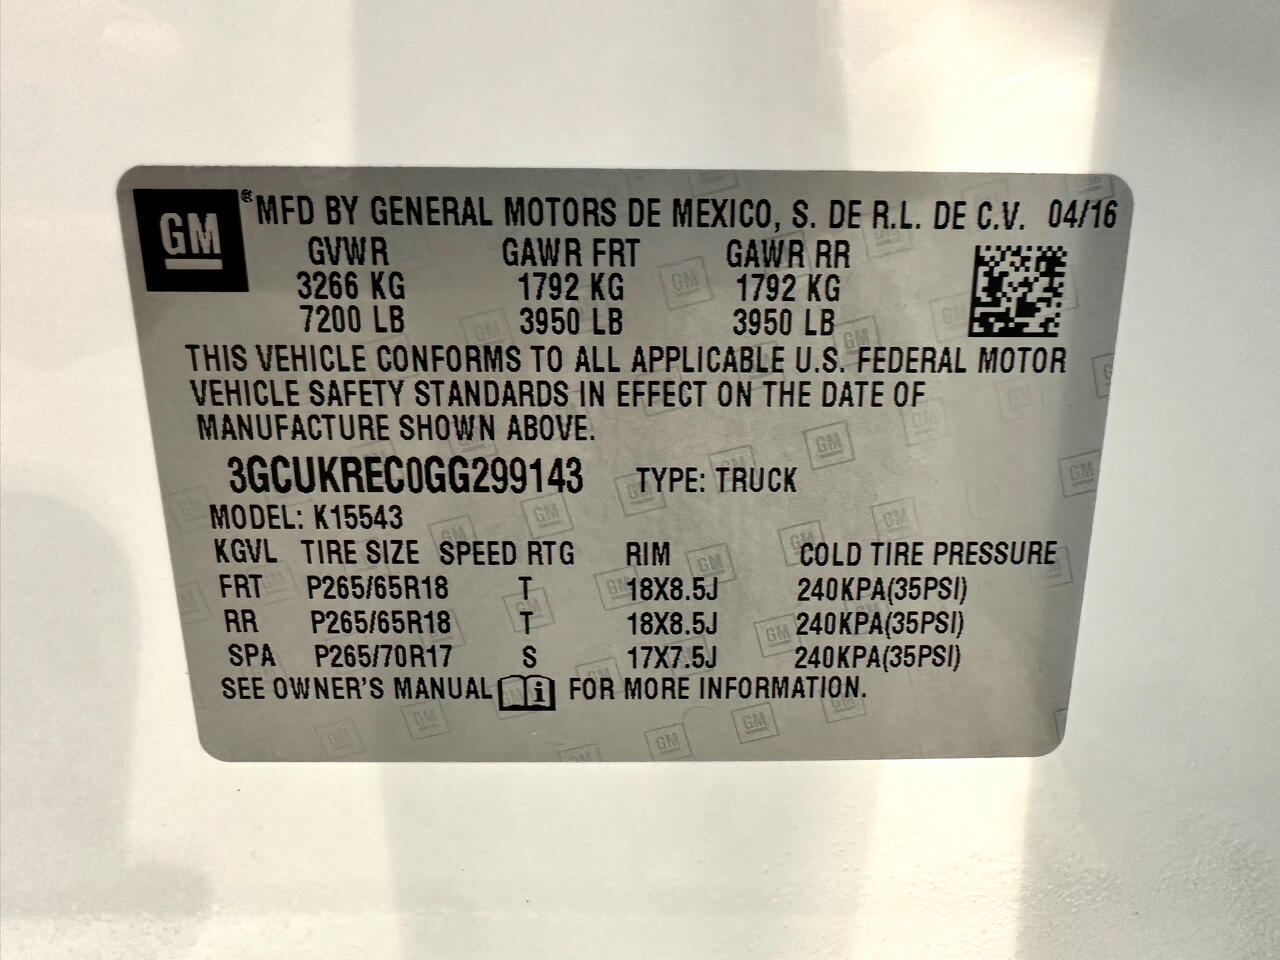 GM® MFD BY GENERAL MOTORS DE MEXICO, S. DE R.L. DE C.V. 04/16
GVWR GAWR FRT GAWR RR
3266 KG 1792 KG 1792 KG
7200 LB 3950 LB 3950 LB
THIS VEHICLE CONFORMS TO ALL APPLICABLE U.S. FEDERAL MOTOR
VEHICLE SAFETY STANDARDS IN EFFECT ON THE DATE OF
MANUFACTURE SHOWN ABOVE.
3GCUKREC0GG299143 TYPE: TRUCK
MODEL: K15543
KGVL TIRE SIZE SPEED RTG RIM COLD TIRE PRESSURE
FRT P265/65R18 T 18X8.5J 240KPA(35PSI)
RR P265/65R18 T 18X8.5J 240KPA(35PSI)
SPA P265/70R17 S 17X7.5J 240KPA(35PSI)
SEE OWNER'S MANUAL i FOR MORE INFORMATION.